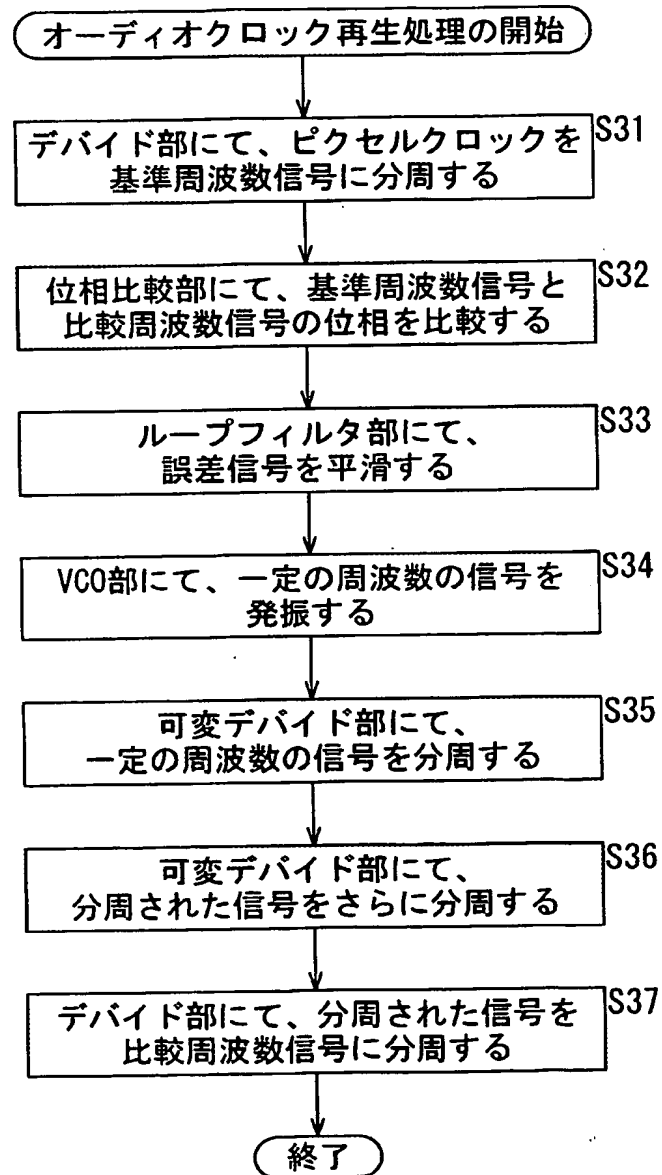 オーディオクロック再生処理の開始
S31
デバイド部にて、ピクセルクロックを
基準周波数信号に分周する
S32
位相比較部にて、基準周波数信号と
比較周波数信号の位相を比較する
S33
ループフィルタ部にて、
誤差信号を平滑する
S34
VCO部にて、一定の周波数の信号を
発振する
S35
可変デバイド部にて、
一定の周波数の信号を分周する
S36
可変デバイド部にて、
分周された信号をさらに分周する
S37
デバイド部にて、分周された信号を
比較周波数信号に分周する
終了